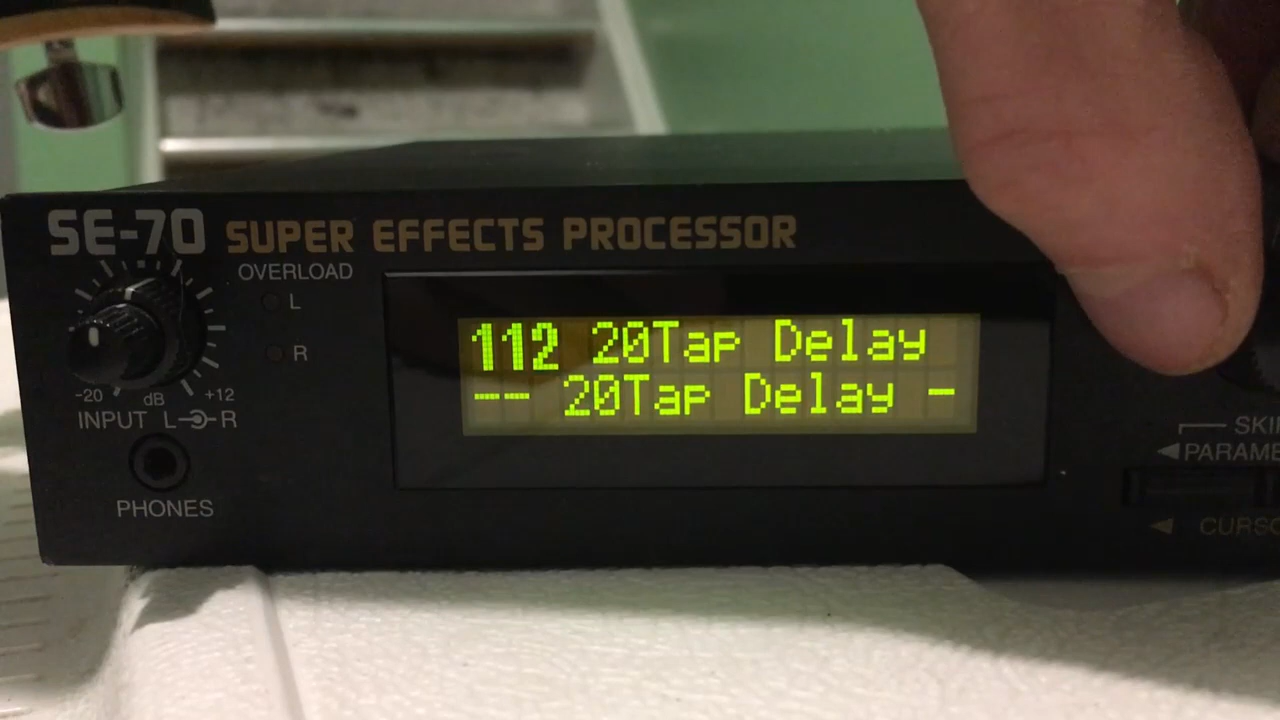 SE-70 SUPER EFFECTS PROCESSOR
OVERLOAD
L
R
-20 dB +12
INPUT L R
PHONES
112 20Tap Delay
-- 20Tap Delay -